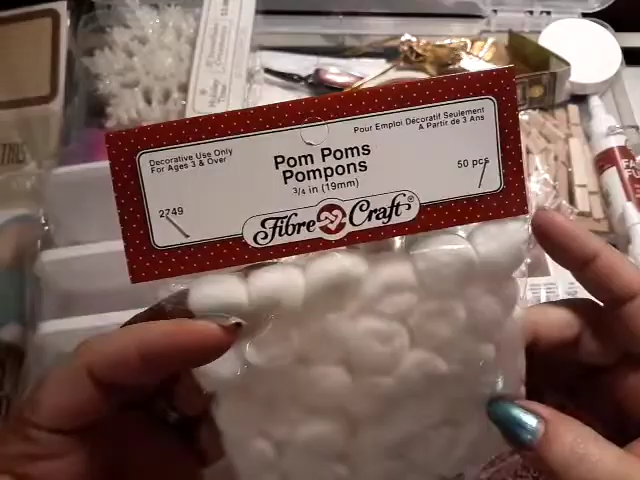 Decorative Use Only
For Ages 3 & Over
Pour Emploi Décoratif Seulement
A Partir de 3 Ans
Pom Poms
Pompons
3/4 in (19mm)
50 pcs
2749
Fibre Craft®